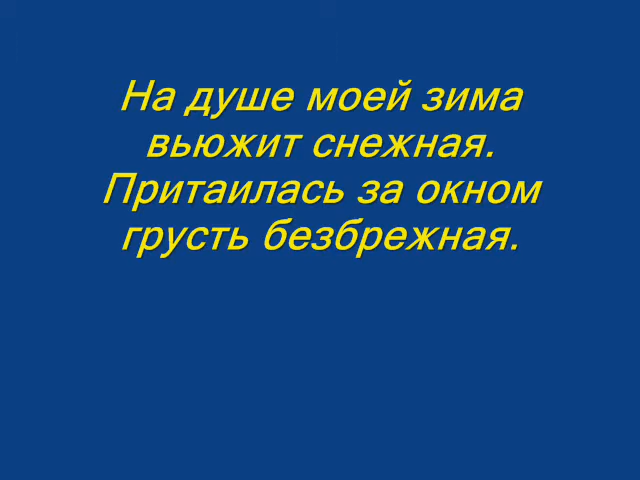 На душе моей зима
вьюжит снежная.
Притаилась за окном
грусть безбрежная.